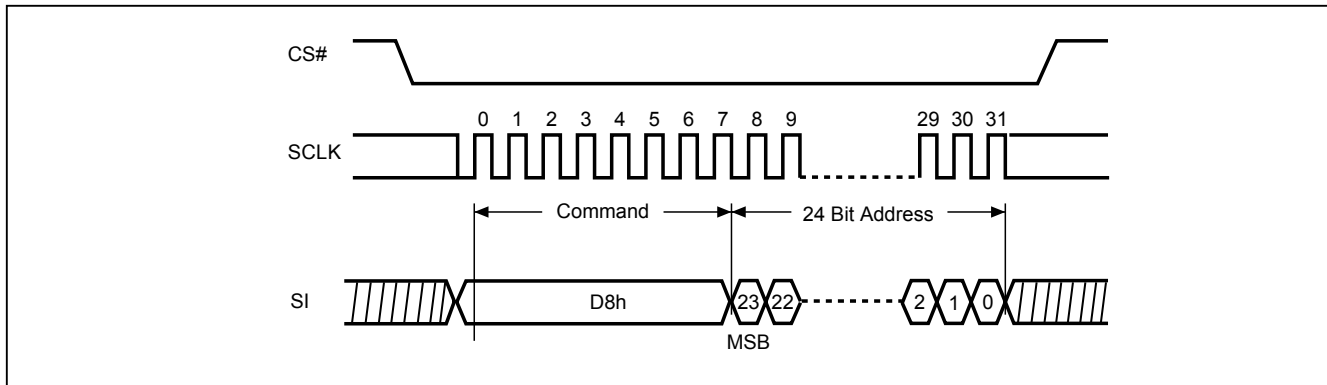 CS#
0 1 2 3 4 5 6 7 8 9 29 30 31
SCLK
Command 24 Bit Address
SI D8h 23 22 2 1 0
MSB